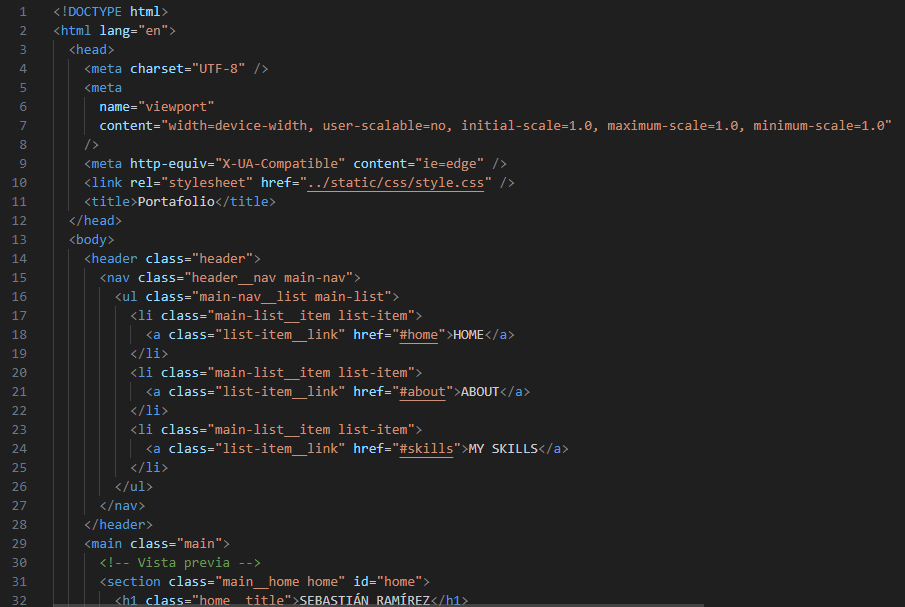 1 <!DOCTYPE html>
2 <html lang="en">
3 <head>
4 <meta charset="UTF-8" />
5 <meta
6 name="viewport"
7 content="width=device-width, user-scalable=no, initial-scale=1.0, maximum-scale=1.0, minimum-scale=1.0"
8 />
9 <meta http-equiv="X-UA-Compatible" content="ie=edge" />
10 <link rel="stylesheet" href="../static/css/style.css" />
11 <title>Portafolio</title>
12 </head>
13 <body>
14 <header class="header">
15 <nav class="header__nav main-nav">
16 <ul class="main-nav__list main-list">
17 <li class="main-list__item list-item">
18 <a class="list-item__link" href="#home">HOME</a>
19 </li>
20 <li class="main-list__item list-item">
21 <a class="list-item__link" href="#about">ABOUT</a>
22 </li>
23 <li class="main-list__item list-item">
24 <a class="list-item__link" href="#skills">MY SKILLS</a>
25 </li>
26 </ul>
27 </nav>
28 </header>
29 <main class="main">
30 <!-- Vista previa -->
31 <section class="main__home home" id="home">
32 <h1 class="home__title">SEBASTIÁN RAMÍREZ</h1>